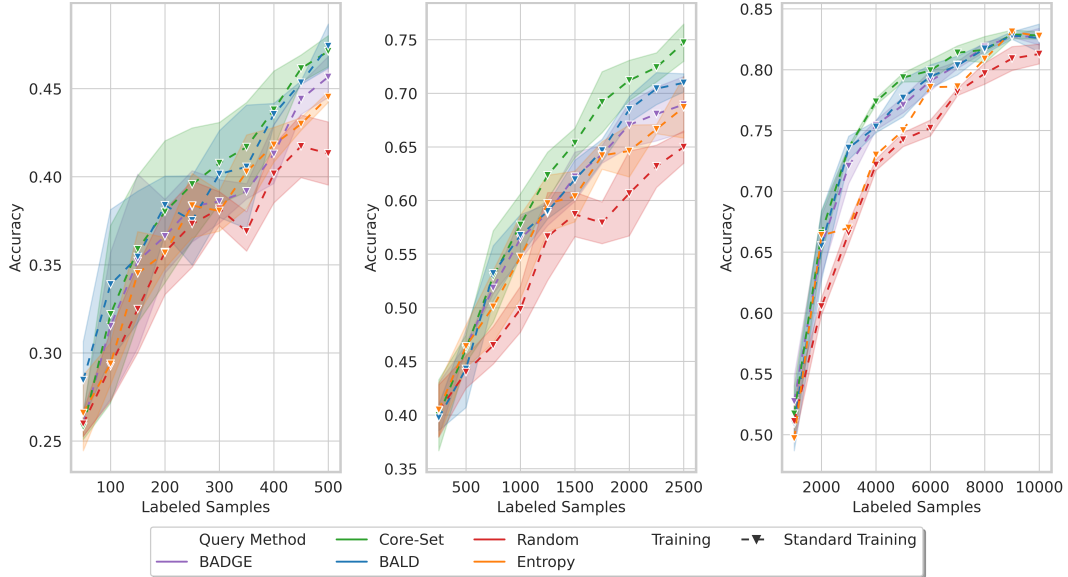 0.45
0.40
0.35
0.30
0.25
Accuracy
100 200 300 400 500
Labeled Samples
0.75
0.70
0.65
0.60
0.55
0.50
0.45
0.40
0.35
Accuracy
500 1000 1500 2000 2500
Labeled Samples
0.85
0.80
0.75
0.70
0.65
0.60
0.55
0.50
Accuracy
2000 4000 6000 8000 10000
Labeled Samples
Query Method Core-Set Random Training Standard Training
BADGE BALD Entropy